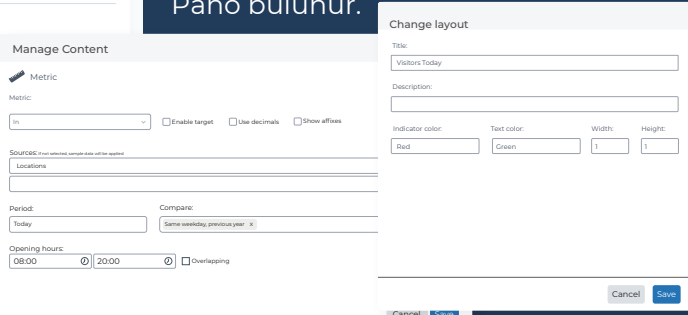 Pano bulunur.
Manage Content
Metric
Metric:
In
Enable target
Use decimals
Show affixes
Sources: If not selected, sample data will be applied
Locations
Period:
Compare:
Today
Same weekday, previous year x
Opening hours:
08:00
20:00
Overlapping
Change layout
Title:
Visitors Today
Description:
Indicator color:
Text color:
Width:
Height:
Red
Green
1
1
Cancel
Save
Cancel
Save